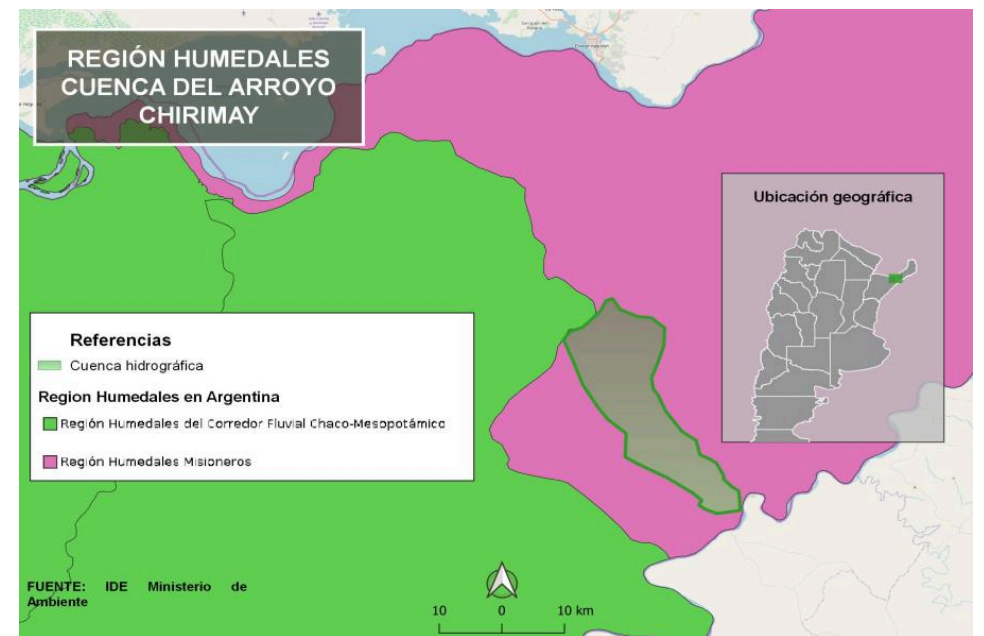 REGIÓN HUMEDALES
CUENCA DEL ARROYO
CHIRIMAY
Encarnación
Ubicación geográfica
Referencias
Cuenca hidrográfica
Region Humedales en Argentina
Región Humedales del Corredor Fluvial Chaco-Mesopotámico
Región Humedales Misioneros
FUENTE: IDE Ministerio de
Ambiente
10 0 10 km